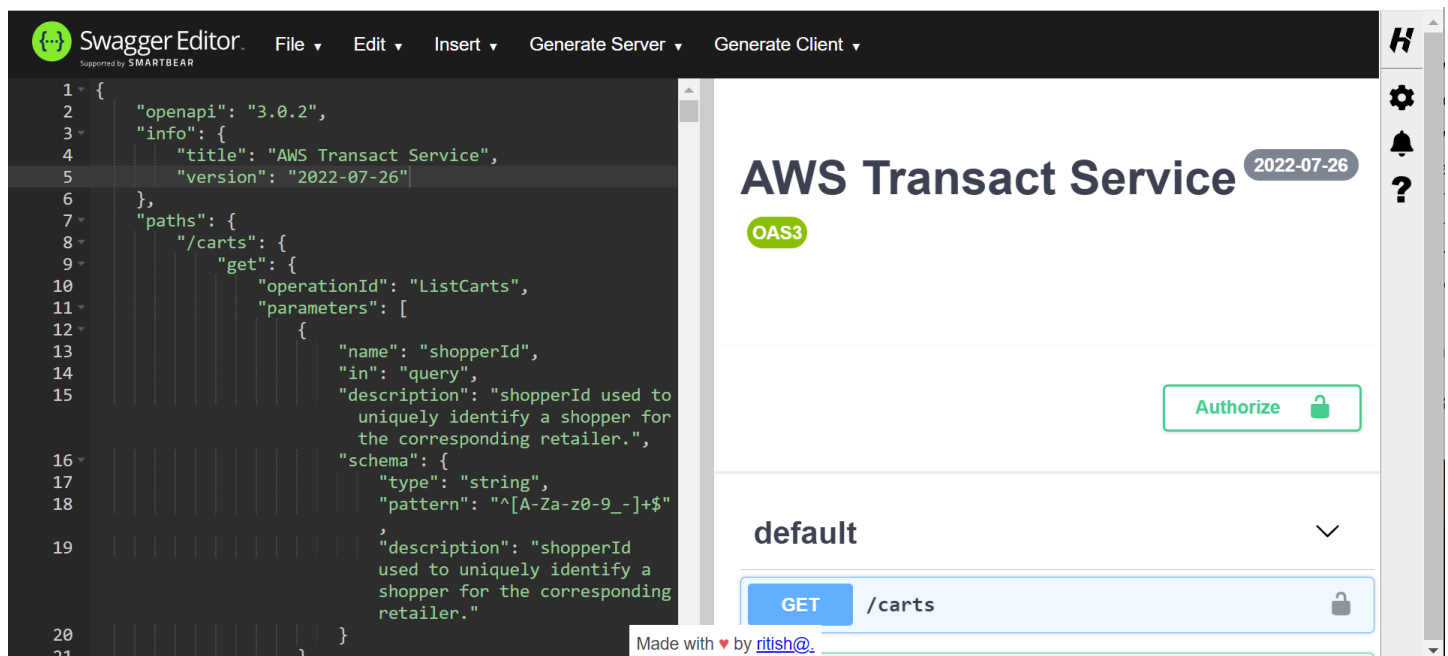 Swagger Editor.
Supported by SMARTBEAR
File ▾ Edit ▾ Insert ▾ Generate Server ▾ Generate Client ▾
1 {
2 "openapi": "3.0.2",
3 "info": {
4 "title": "AWS Transact Service",
5 "version": "2022-07-26"
6 },
7 "paths": {
8 "/carts": {
9 "get": {
10 "operationId": "ListCarts",
11 "parameters": [
12 {
13 "name": "shopperId",
14 "in": "query",
15 "description": "shopperId used to
uniquely identify a shopper for
the corresponding retailer.",
16 "schema": {
17 "type": "string",
18 "pattern": "^[A-Za-z0-9_-]+$"
,
19 "description": "shopperId
used to uniquely identify a
shopper for the corresponding
retailer."
20 }
21 }
AWS Transact Service 2022-07-26
OAS3
Authorize
default
GET /carts
Made with ♥ by ritish@.
H
?